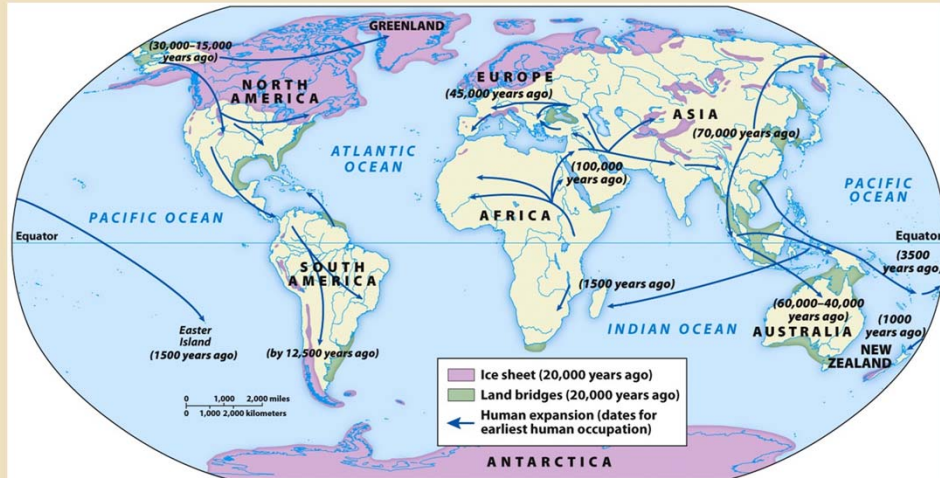 GREENLAND
(30,000–15,000
years ago)
NORTH
AMERICA
EUROPE
(45,000 years ago)
ASIA
(70,000 years ago)
ATLANTIC
OCEAN
(100,000
years ago)
PACIFIC
OCEAN
PACIFIC OCEAN
AFRICA
Equator
Equator
SOUTH
AMERICA
(3500
years ago)
(1500 years ago)
(60,000–40,000
years ago)
(1000
years ago)
INDIAN OCEAN
AUSTRALIA
Easter
Island
(1500 years ago)
(by 12,500 years ago)
NEW
ZEALAND
Ice sheet (20,000 years ago)
Land bridges (20,000 years ago)
Human expansion (dates for
earliest human occupation)
0 1,000 2,000 miles
0 1,000 2,000 kilometers
ANTARCTICA